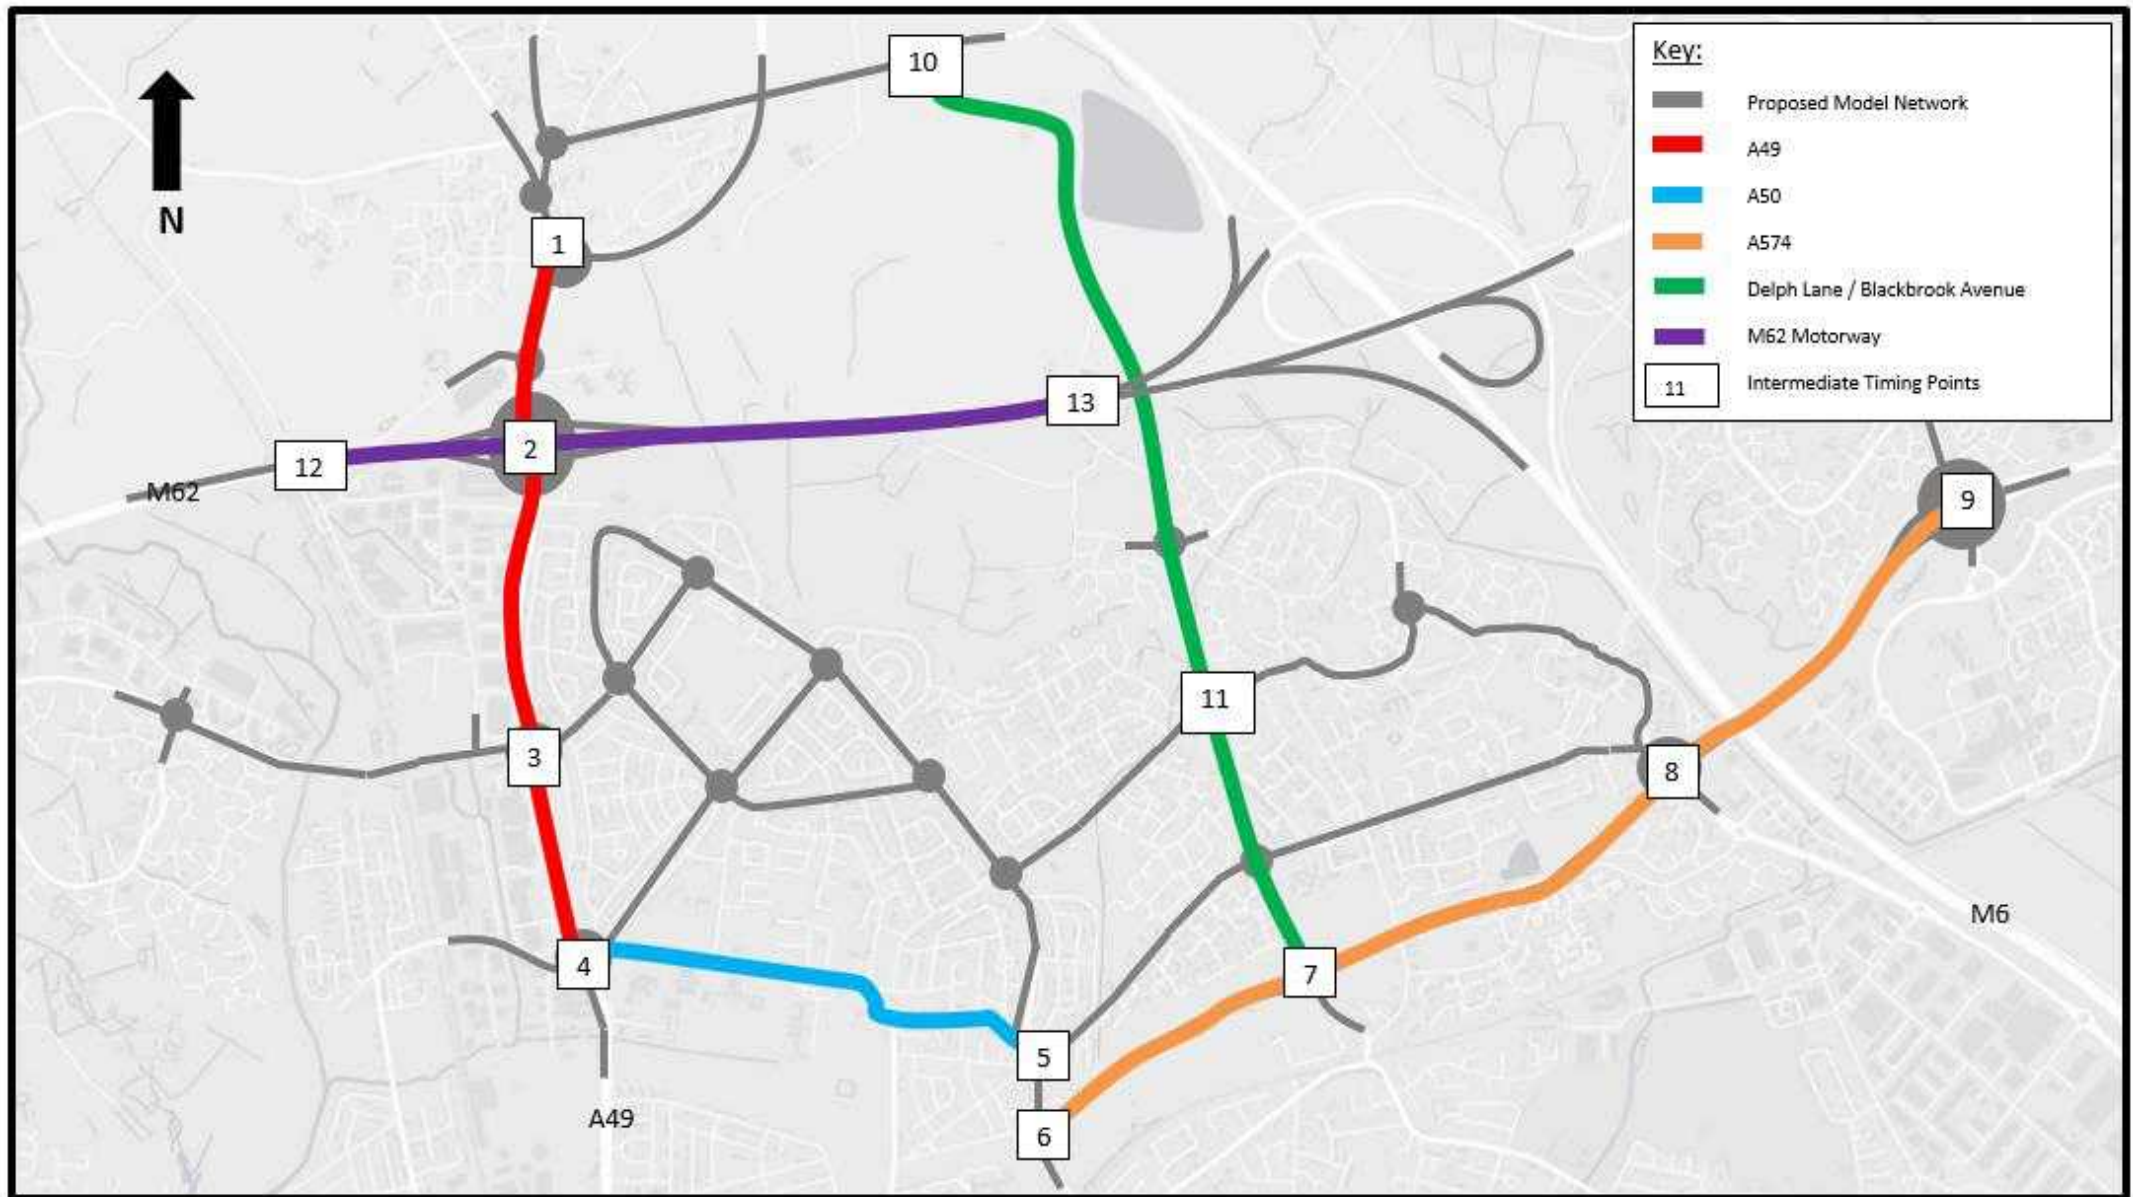 10
Key:
Proposed Model Network
A49
A50
A574
Delph Lane / Blackbrook Avenue
M62 Motorway
11 Intermediate Timing Points
N
1
2
13
12
M62
9
11
3
8
M6
4
7
5
A49
6